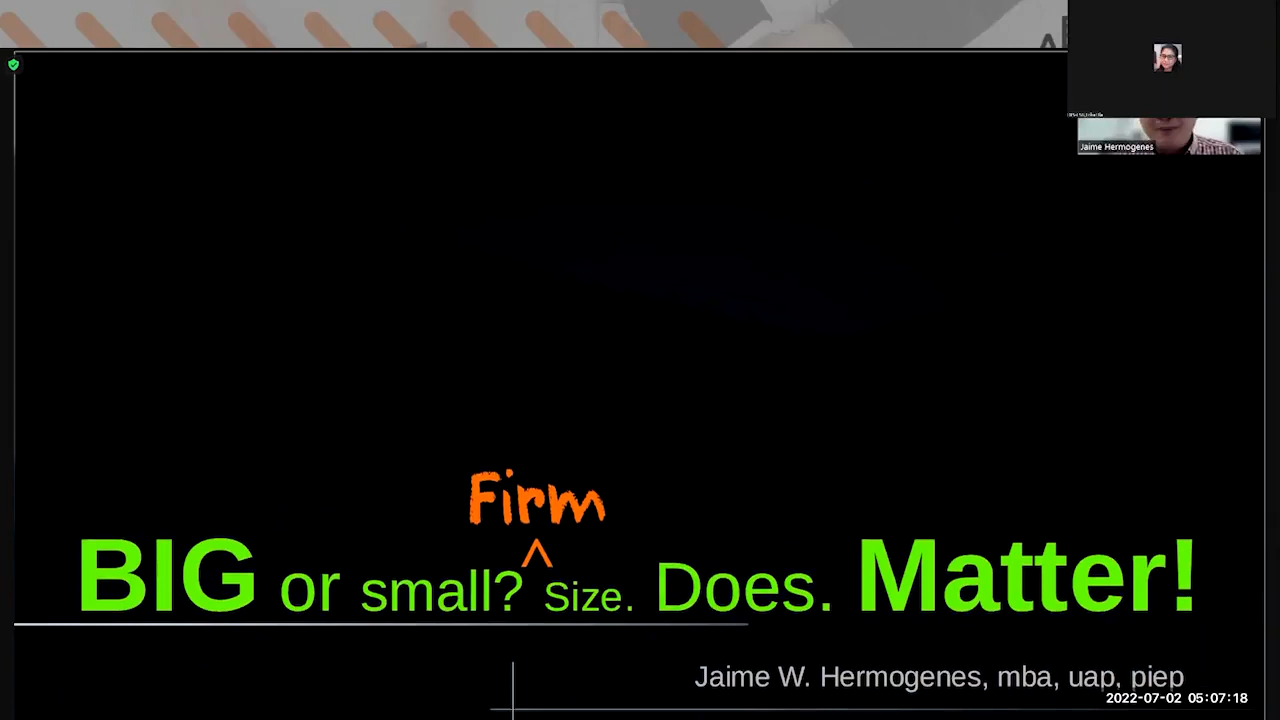 Jaime Hermogenes
Firm
^
BIG or small? Size. Does. Matter!
Jaime W. Hermogenes, mba, uap, piep
2022-07-02 05:07:18